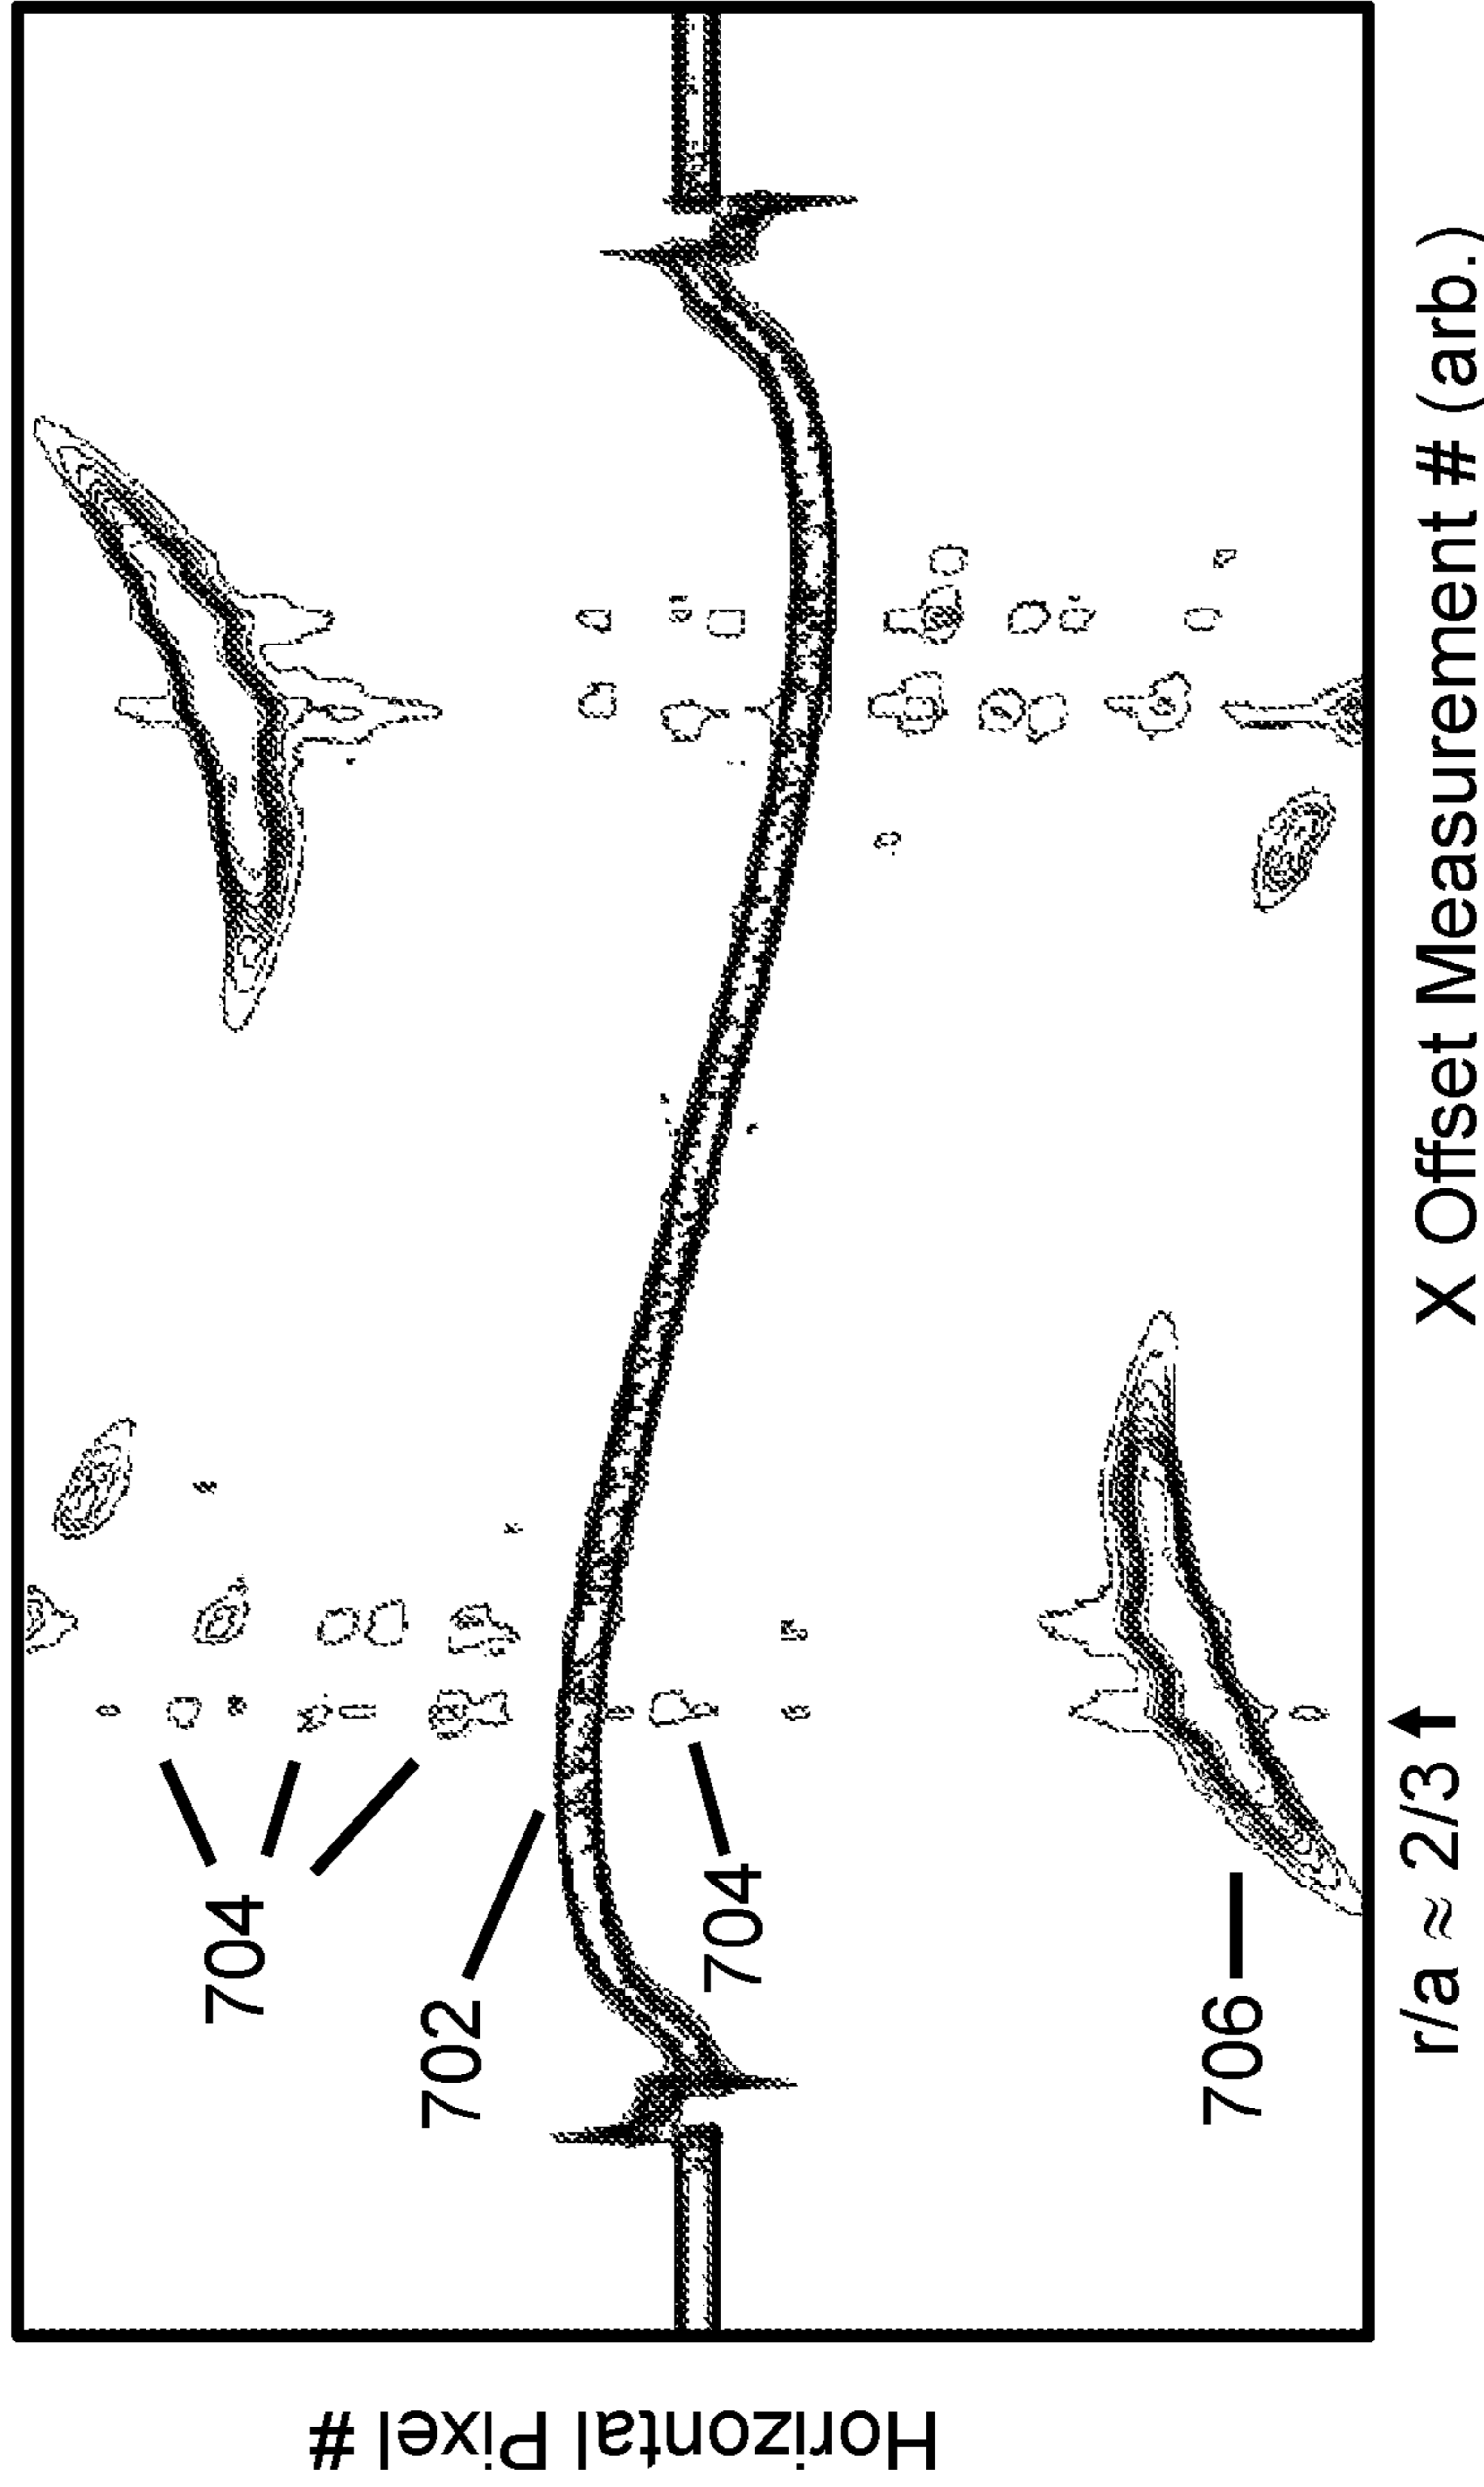 Horizontal Pixel #
704
702
704
706
r/a ≈ 2/3
X Offset Measurement # (arb.)